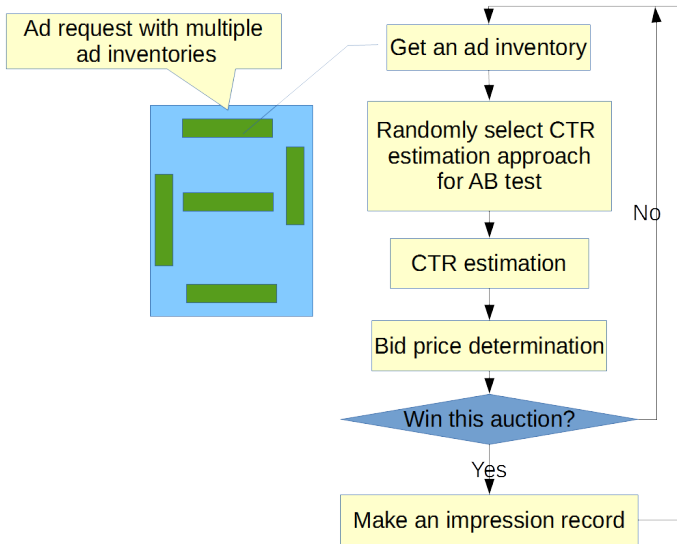 Ad request with multiple
ad inventories
Get an ad inventory
Randomly select CTR
estimation approach
for AB test
No
CTR estimation
Bid price determination
Win this auction?
Yes
Make an impression record